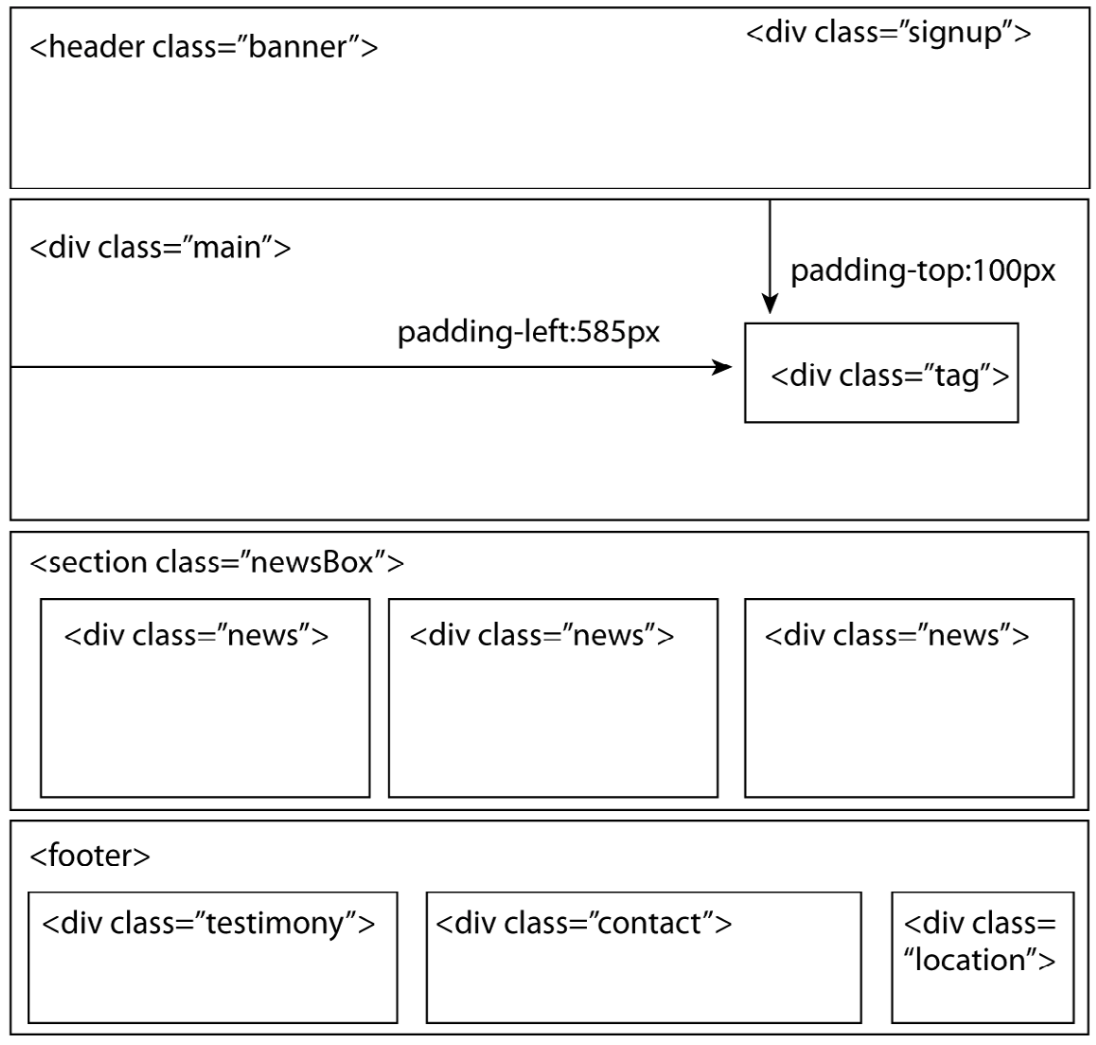 <header class=”banner”>
<div class=”signup”>
<div class=”main”>
padding-top:100px
padding-left:585px
<div class=”tag”>
<section class=”newsBox”>
<div class=”news”>
<div class=”news”>
<div class=”news”>
<footer>
<div class=”testimony”>
<div class=”contact”>
<div class=
“location”>